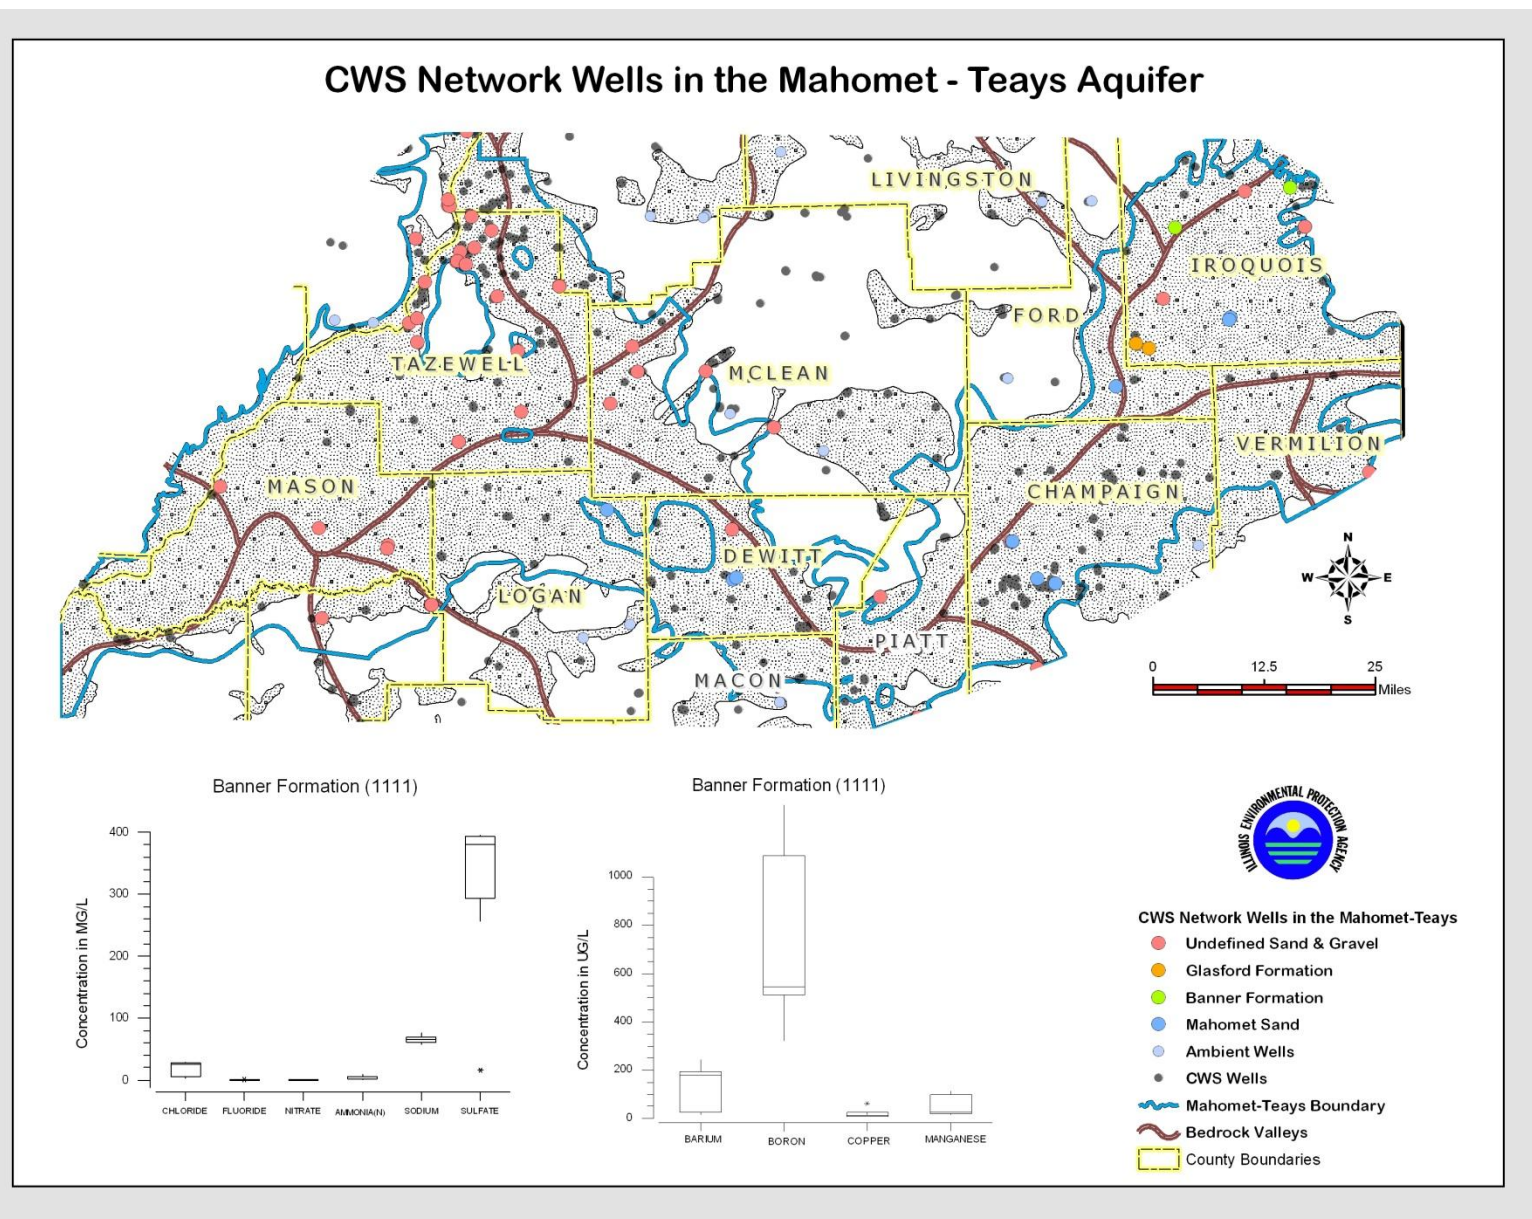 CWS Network Wells in the Mahomet - Teays Aquifer
LIVINGSTON
IROQUOIS
FORD
TAZEWELL
MCLEAN
VERMILION
MASON
CHAMPAIGN
DEWITT
LOGAN
PIATT
MACON
N
W
E
S
0 12.5 25
Miles
Banner Formation (1111)
Concentration in MG/L
400
300
200
100
0
CHLORIDE FLUORIDE NITRATE AMMONIA(N) SODIUM SULFATE
Banner Formation (1111)
Concentration in UG/L
1000
800
600
400
200
0
BARIUM BORON COPPER MANGANESE
ILLINOIS ENVIRONMENTAL PROTECTION AGENCY
CWS Network Wells in the Mahomet-Teays
Undefined Sand & Gravel
Glasford Formation
Banner Formation
Mahomet Sand
Ambient Wells
CWS Wells
Mahomet-Teays Boundary
Bedrock Valleys
County Boundaries